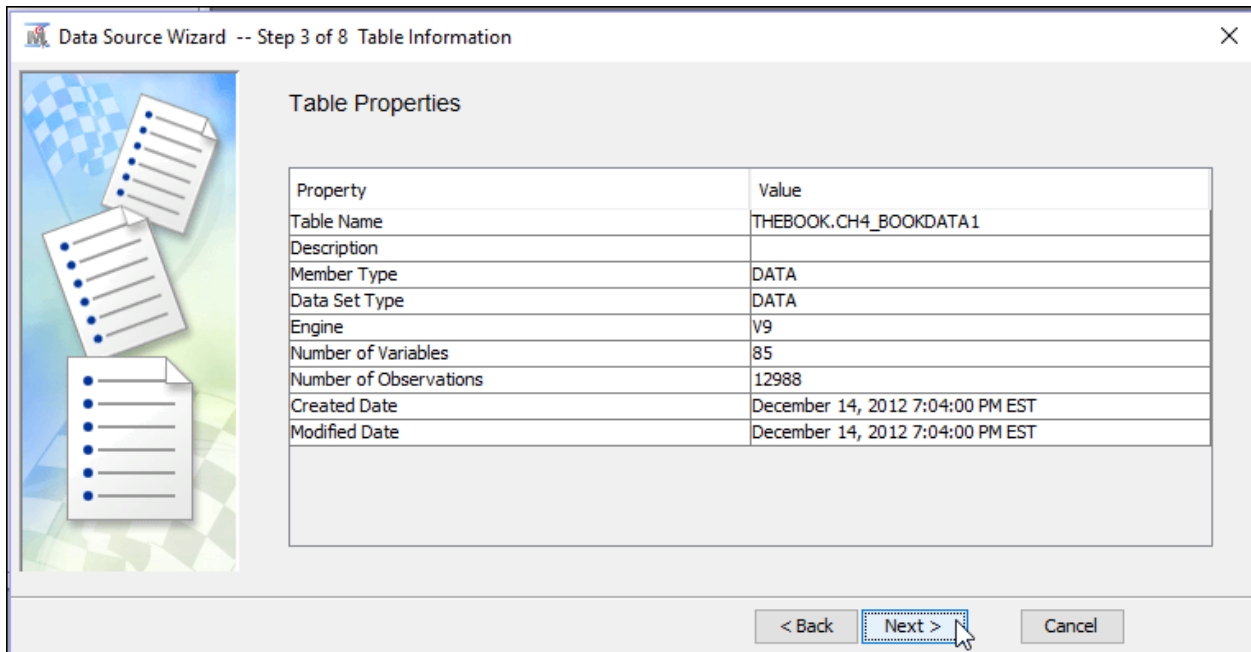 Data Source Wizard -- Step 3 of 8 Table Information
Table Properties
Property Value
Table Name THEBOOK.CH4_BOOKDATA1
Description
Member Type DATA
Data Set Type DATA
Engine V9
Number of Variables 85
Number of Observations 12988
Created Date December 14, 2012 7:04:00 PM EST
Modified Date December 14, 2012 7:04:00 PM EST
< Back Next > Cancel